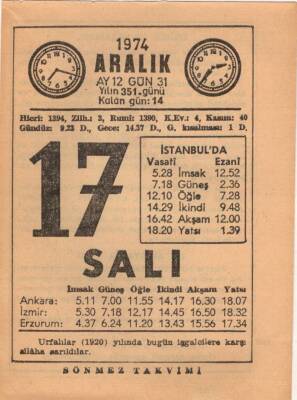 1974
ARALIK
AY 12 GÜN 31
Yılın 351. günü
Kalan gün: 14
Hicri: 1394, Zilh.: 3, Rumi: 1390, K.Ev.: 4, Kasım: 40
Gündüz: 9.23 D., Gece: 14.37 D., G. kısalması: 1 D.
17
İSTANBUL'DA
Vasati Ezani
5.28 İmsak 12.52
7.18 Güneş 2.36
12.10 Öğle 7.28
14.29 İkindi 9.48
16.42 Akşam 12.00
18.20 Yatsı 1.39
SALI
İmsak Güneş Öğle İkindi Akşam Yatsı
Ankara: 5.11 7.00 11.55 14.17 16.30 18.07
İzmir: 5.30 7.18 12.17 14.45 16.50 18.32
Erzurum: 4.37 6.24 11.20 13.43 15.56 17.34
Urfalılar (1920) yılında bugün işgalcilere karşı
silâha sarıldılar.
SÖNMEZ TAKVİMİ